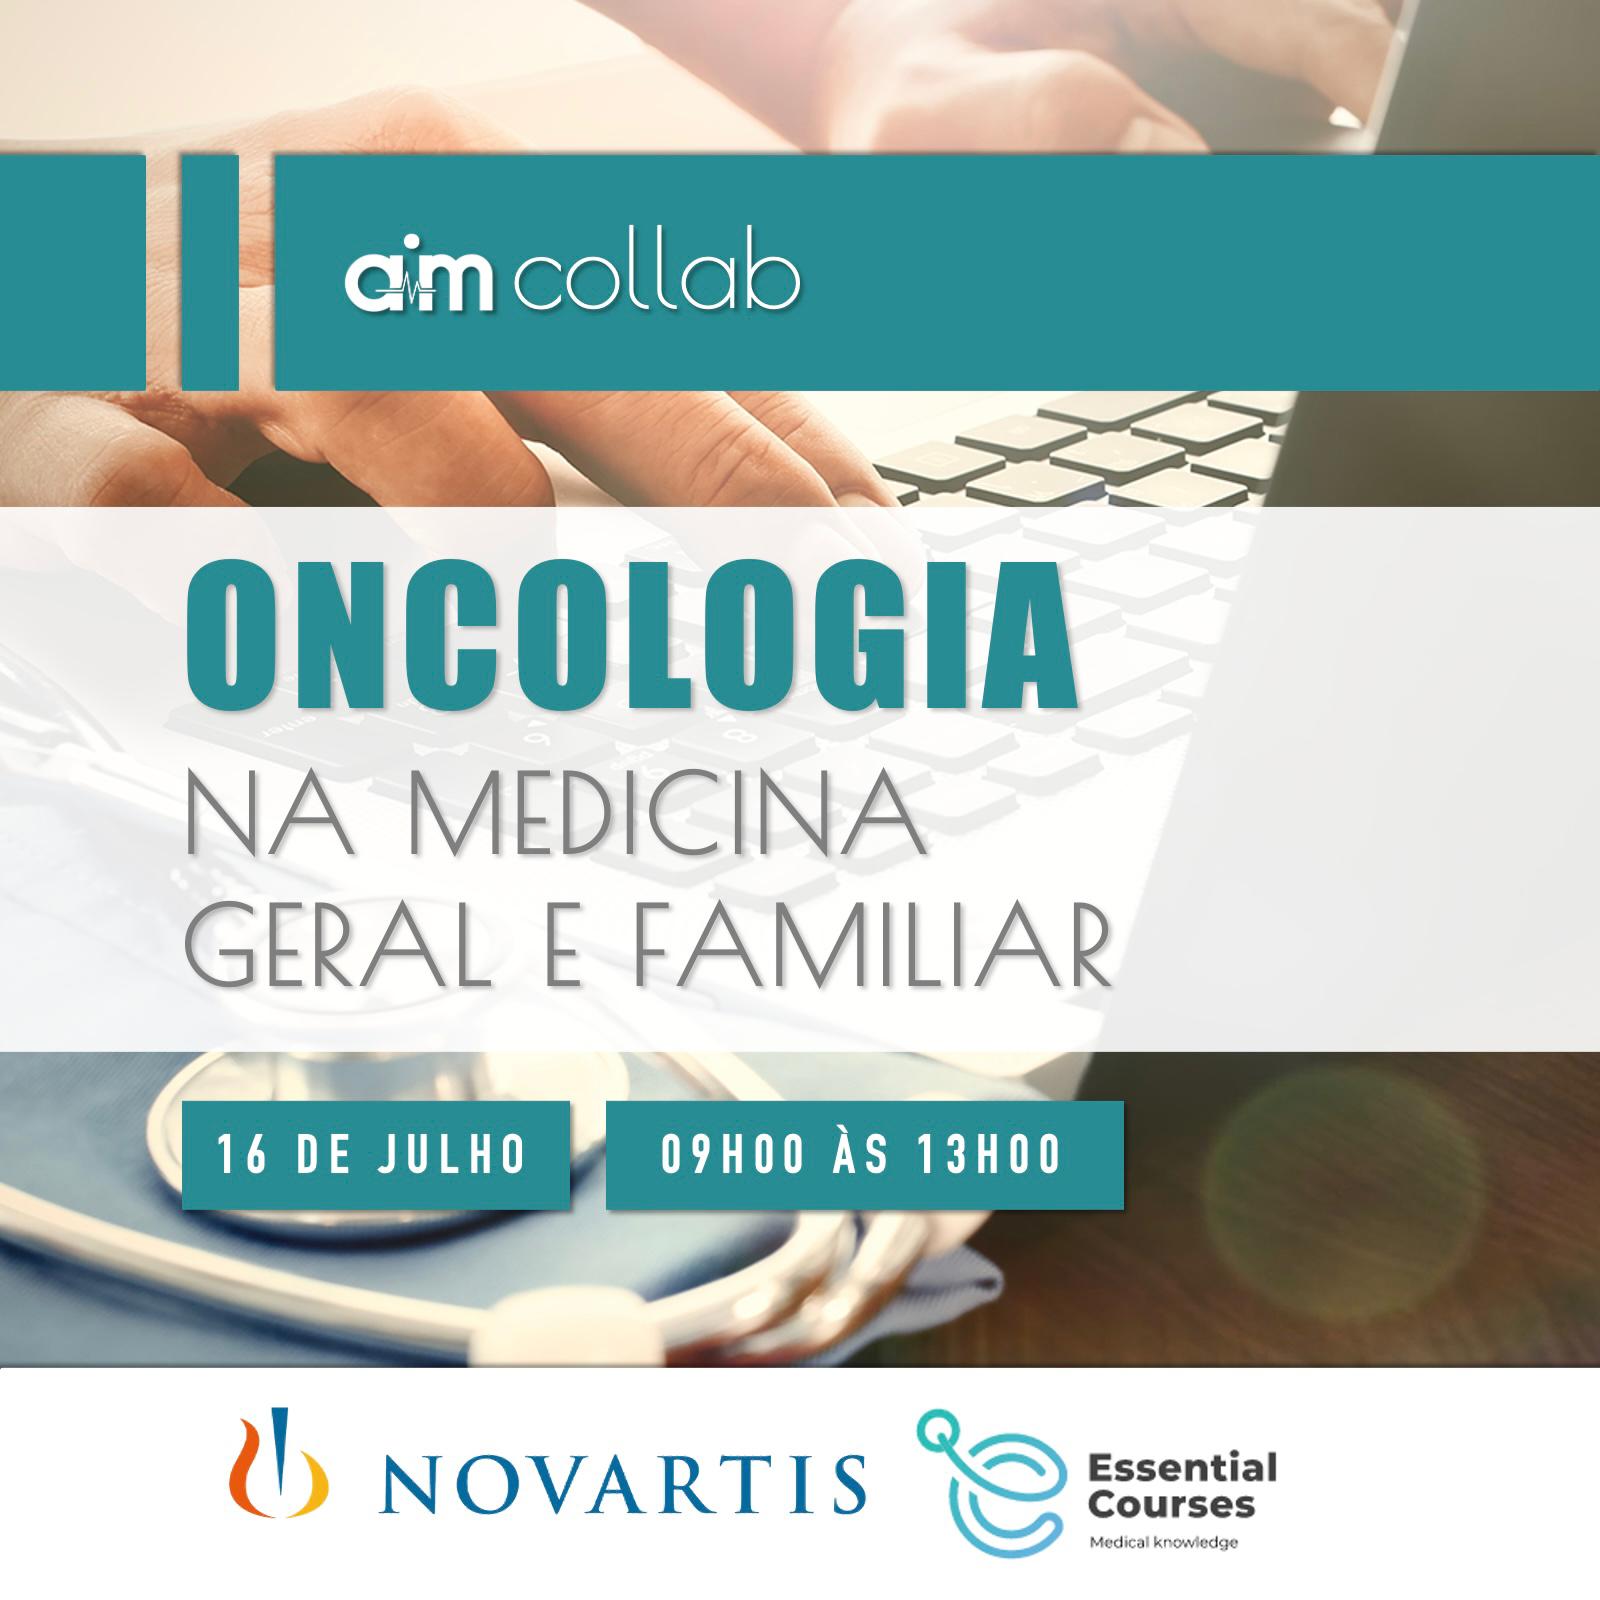 aim collab
ONCOLOGIA
NA MEDICINA
GERAL E FAMILIAR
16 DE JULHO
09H00 ÀS 13H00
NOVARTIS
Essential
Courses
Medical knowledge